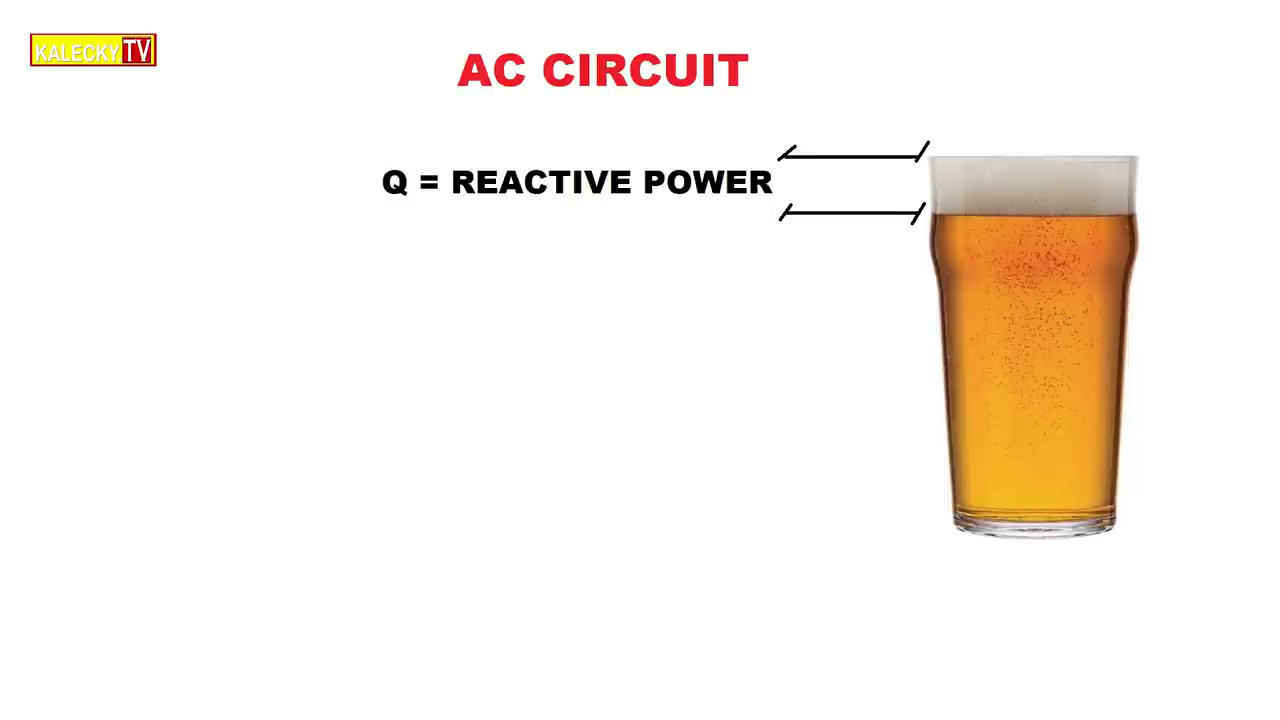 KALECKY TV
AC CIRCUIT
Q = REACTIVE POWER